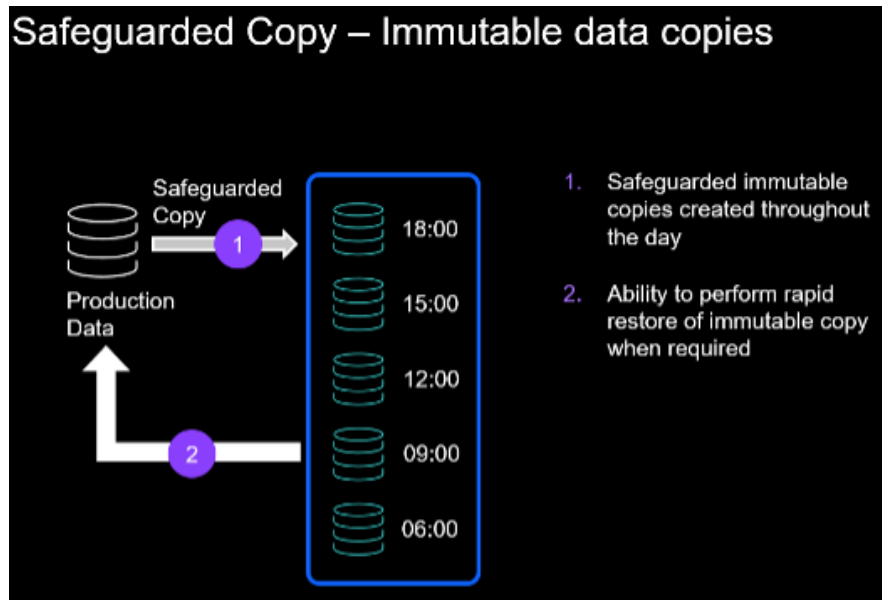 Safeguarded Copy – Immutable data copies
Safeguarded
Copy
1
Production
Data
2
18:00
15:00
12:00
09:00
06:00
1. Safeguarded immutable
copies created throughout
the day
2. Ability to perform rapid
restore of immutable copy
when required